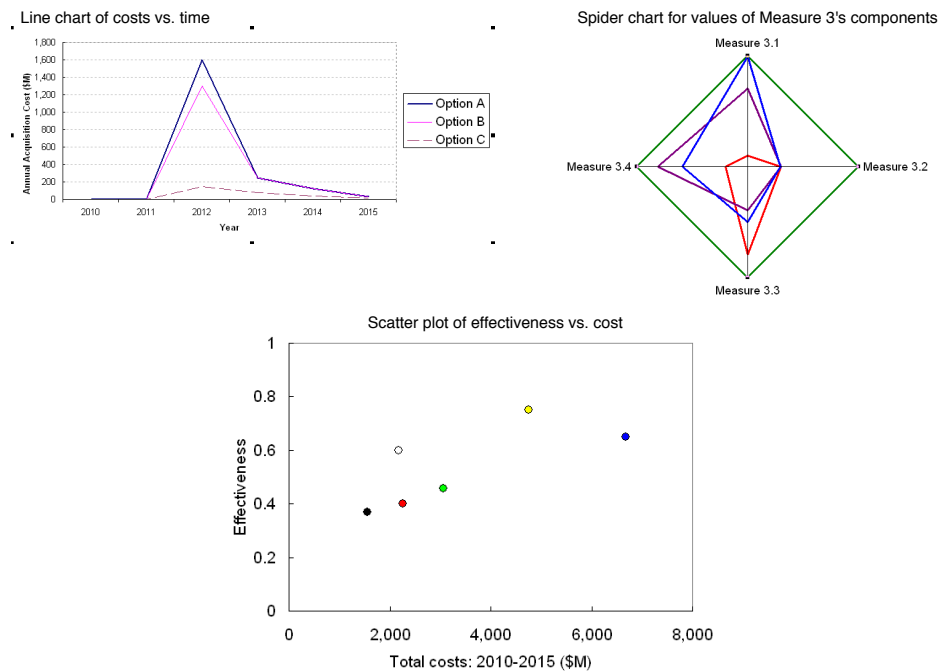 Line chart of costs vs. time
1,800
1,600
1,400
1,200
1,000
800
600
400
200
0
Annual Acquisition Cost ($M)
2010 2011 2012 2013 2014 2015
Year
Option A
Option B
Option C
Spider chart for values of Measure 3's components
Measure 3.1
Measure 3.4
Measure 3.2
Measure 3.3
Scatter plot of effectiveness vs. cost
1
0.8
0.6
0.4
0.2
0
Effectiveness
0 2,000 4,000 6,000 8,000
Total costs: 2010-2015 ($M)